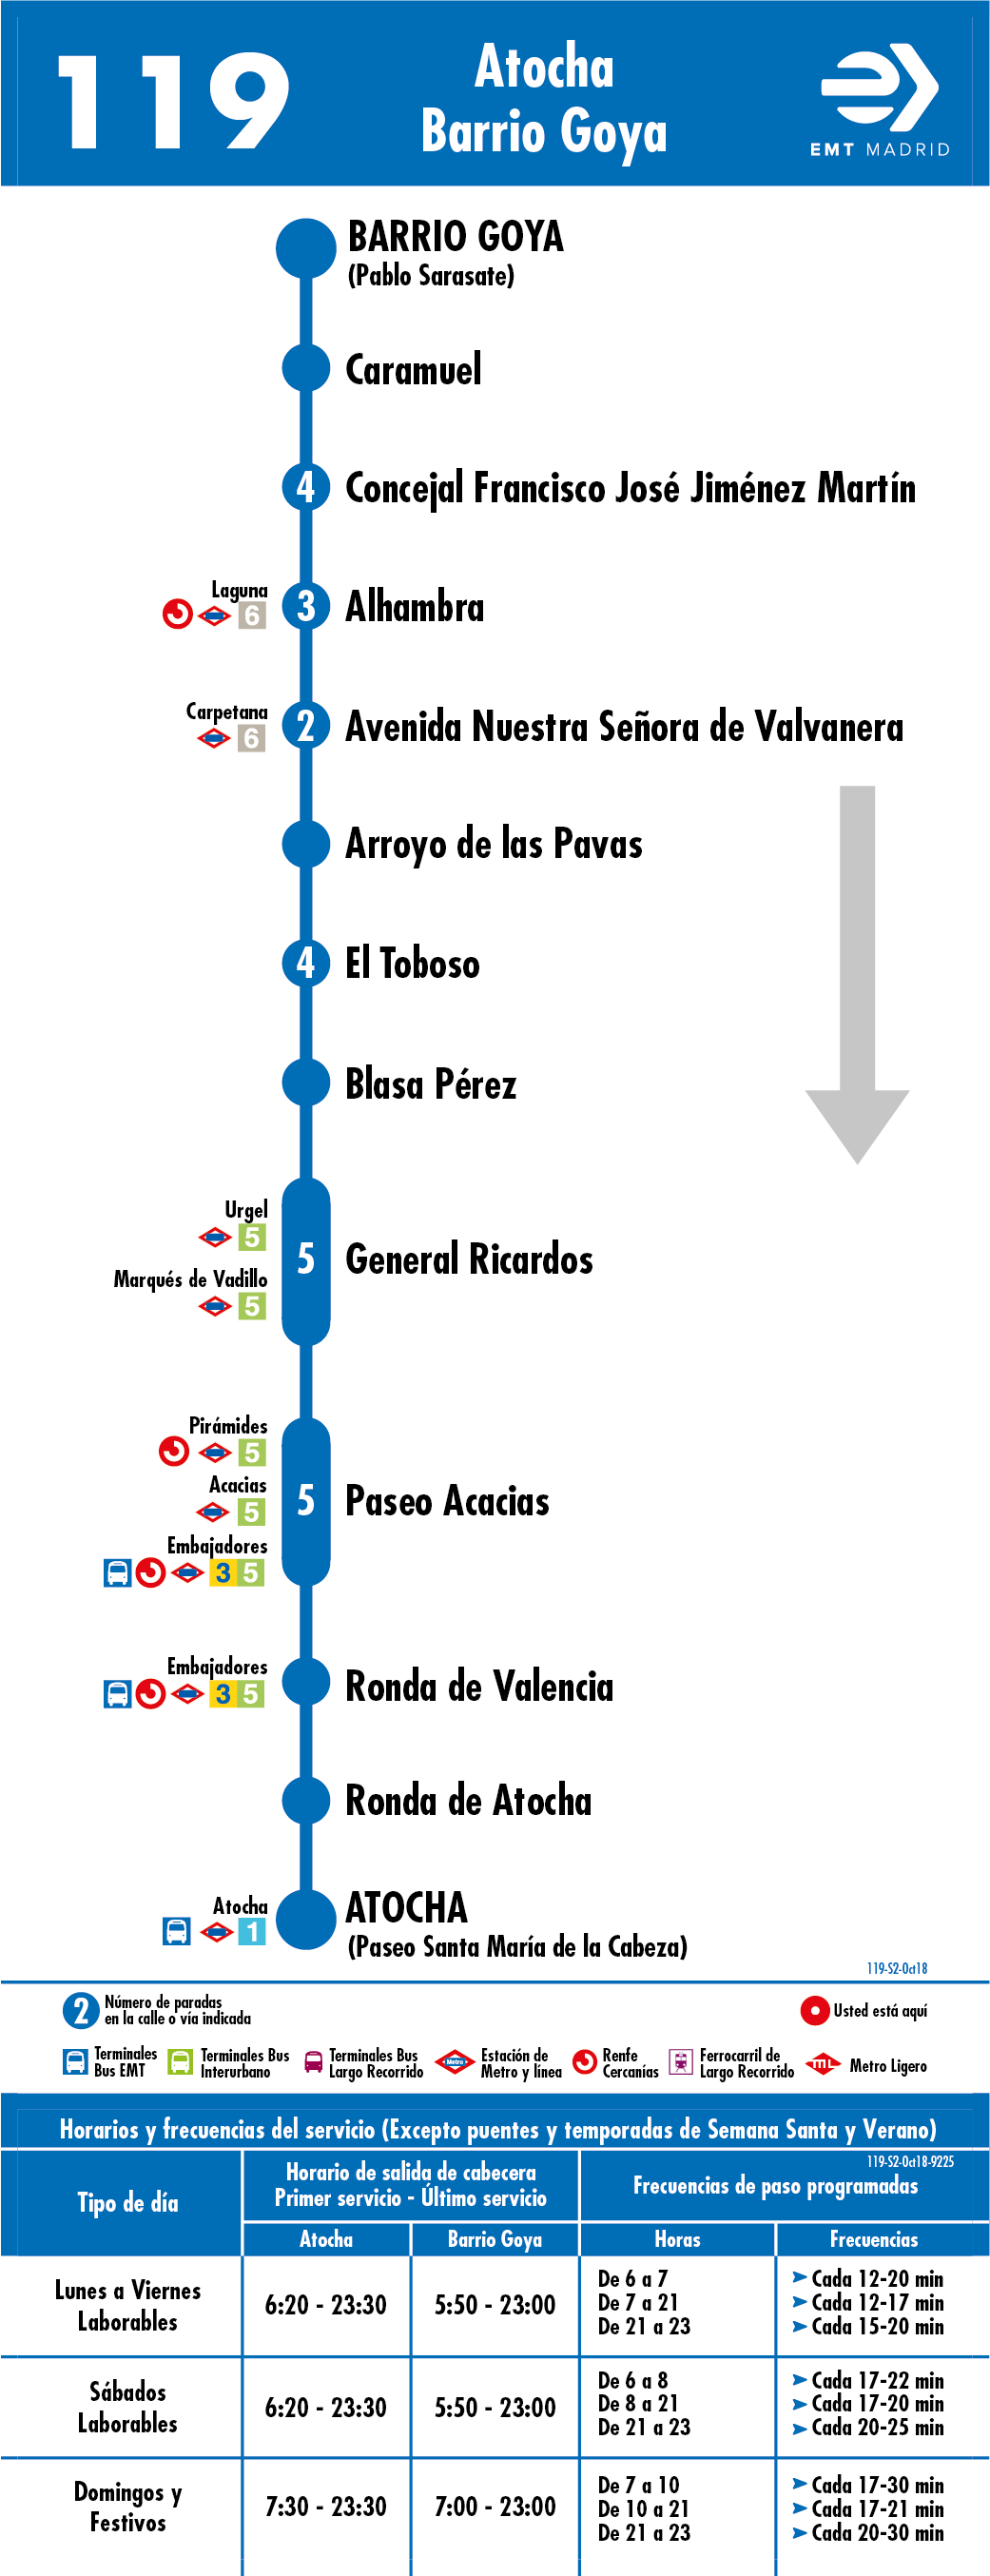 119
Atocha
Barrio Goya
EMT MADRID
BARRIO GOYA
(Pablo Sarasate)
Caramuel
4 Concejal Francisco José Jiménez Martín
Laguna
6
3 Alhambra
Carpetana
6
2 Avenida Nuestra Señora de Valvanera
Arroyo de las Pavas
4 El Toboso
Blasa Pérez
Urgel
5
Marqués de Vadillo
5
5 General Ricardos
Pirámides
5
Acacias
5
Embajadores
3 5
5 Paseo Acacias
Embajadores
3 5
Ronda de Valencia
Ronda de Atocha
Atocha
1
ATOCHA
(Paseo Santa María de la Cabeza)
119-S2-Oct18
2 Número de paradas
en la calle o vía indicada
Usted está aquí
Terminales
Bus EMT
Terminales Bus
Interurbano
Terminales Bus
Largo Recorrido
Metro
Estación de
Metro y línea
Renfe
Cercanías
Ferrocarril de
Largo Recorrido
ML
Metro Ligero
Horarios y frecuencias del servicio (Excepto puentes y temporadas de Semana Santa y Verano)
119-S2-Oct18-9225
Tipo de día
Horario de salida de cabecera
Primer servicio - Último servicio
Frecuencias de paso programadas
Atocha Barrio Goya Horas Frecuencias
Lunes a Viernes
Laborables
6:20 - 23:30 5:50 - 23:00
De 6 a 7 Cada 12-20 min
De 7 a 21 Cada 12-17 min
De 21 a 23 Cada 15-20 min
Sábados
Laborables
6:20 - 23:30 5:50 - 23:00
De 6 a 8 Cada 17-22 min
De 8 a 21 Cada 17-20 min
De 21 a 23 Cada 20-25 min
Domingos y
Festivos
7:30 - 23:30 7:00 - 23:00
De 7 a 10 Cada 17-30 min
De 10 a 21 Cada 17-21 min
De 21 a 23 Cada 20-30 min